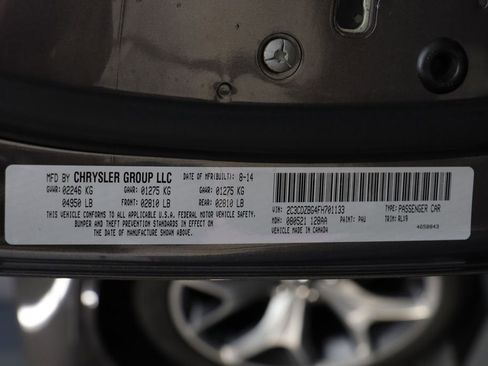 MFD BY CHRYSLER GROUP LLC DATE OF MFR(BUILT): 8-14
GVWR: 02246 KG GAWR: 01275 KG GAWR: 01275 KG
04950 LB FRONT: 02810 LB REAR: 02810 LB
THIS VEHICLE CONFORMS TO ALL APPLICABLE U.S.A. FEDERAL MOTOR VEHICLE SAFETY,
BUMPER AND THEFT PREVENTION STANDARDS IN EFFECT ON
THE DATE OF MANUFACTURE SHOWN ABOVE.
VIN: 2C3CDZBG4FH701133 TYPE: PASSENGER CAR
MDH: 080521 128AA PAINT: PAU TRIM: RLX9
VEHICLE MADE IN CANADA 4658843